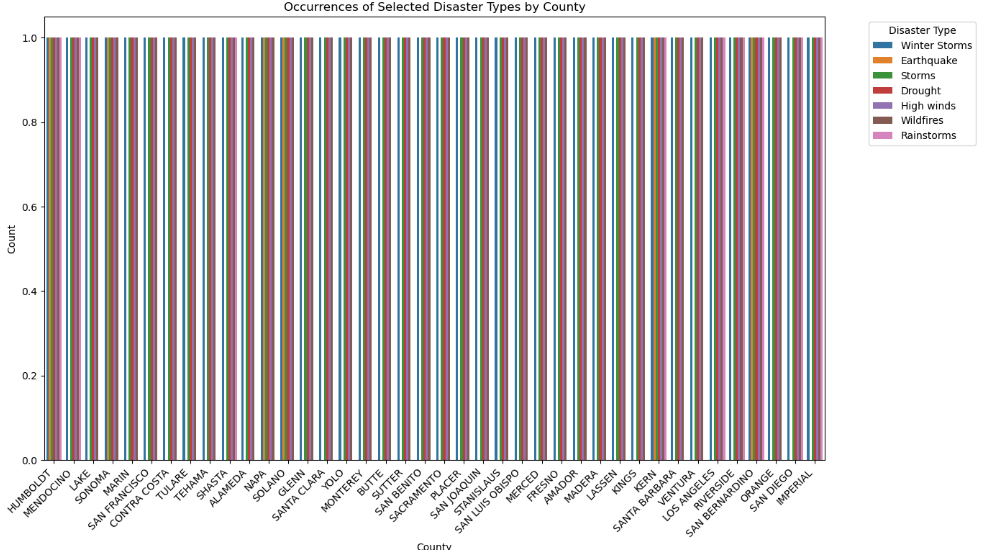 Occurrences of Selected Disaster Types by County
Disaster Type
Winter Storms
Earthquake
Storms
Drought
High winds
Wildfires
Rainstorms
Count
1.0
0.8
0.6
0.4
0.2
0.0
HUMBOLDT
MENDOCINO
LAKE
SONOMA
MARIN
SAN FRANCISCO
CONTRA COSTA
TULARE
TEHAMA
SHASTA
ALAMEDA
NAPA
SOLANO
GLENN
SANTA CLARA
YOLO
MONTEREY
BUTTE
SUTTER
SAN BENITO
SACRAMENTO
PLACER
SAN JOAQUIN
STANISLAUS
SAN LUIS OBISPO
MERCED
FRESNO
AMADOR
MADERA
LASSEN
KINGS
KERN
SANTA BARBARA
VENTURA
LOS ANGELES
RIVERSIDE
SAN BERNARDINO
ORANGE
SAN DIEGO
IMPERIAL
County